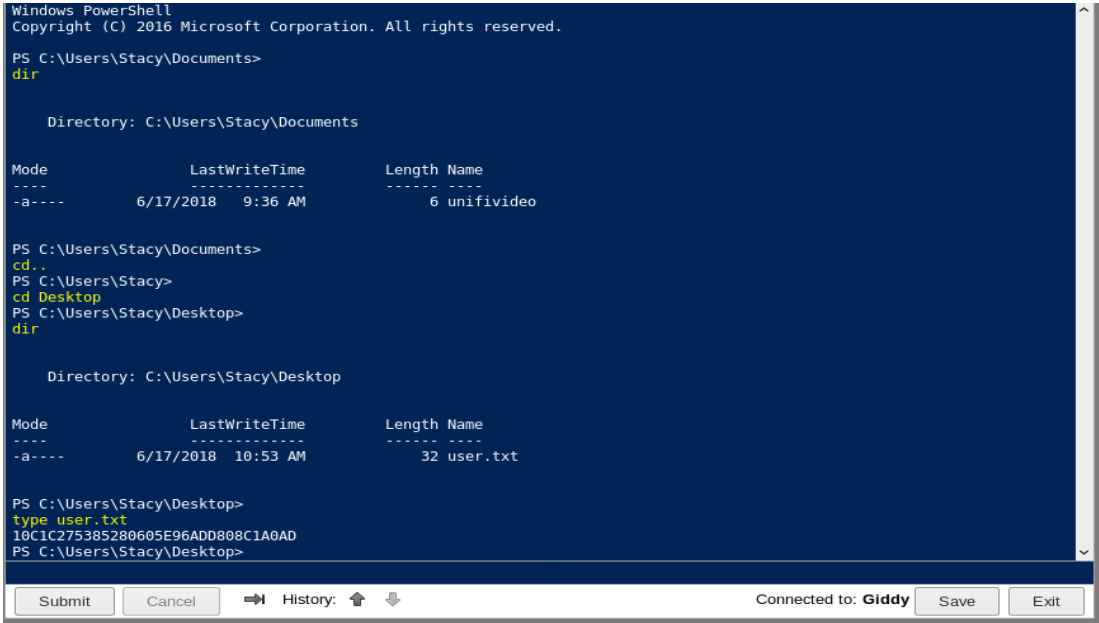 Windows PowerShell
Copyright (C) 2016 Microsoft Corporation. All rights reserved.
PS C:\Users\Stacy\Documents>
dir
Directory: C:\Users\Stacy\Documents
Mode LastWriteTime Length Name
---- ------------- ------ ----
-a---- 6/17/2018 9:36 AM 6 unifivideo
PS C:\Users\Stacy\Documents>
cd..
PS C:\Users\Stacy>
cd Desktop
PS C:\Users\Stacy\Desktop>
dir
Directory: C:\Users\Stacy\Desktop
Mode LastWriteTime Length Name
---- ------------- ------ ----
-a---- 6/17/2018 10:53 AM 32 user.txt
PS C:\Users\Stacy\Desktop>
type user.txt
10C1C275385280605E96ADD808C1A0AD
PS C:\Users\Stacy\Desktop>
Submit Cancel History: Connected to: Giddy Save Exit